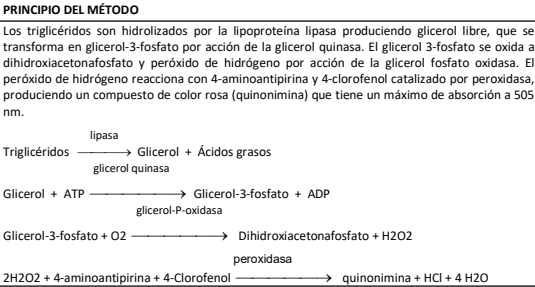 PRINCIPIO DEL MÉTODO
Los triglicéridos son hidrolizados por la lipoproteína lipasa produciendo glicerol libre, que se
transforma en glicerol-3-fosfato por acción de la glicerol quinasa. El glicerol 3-fosfato se oxida a
dihidroxiacetonafosfato y peróxido de hidrógeno por acción de la glicerol fosfato oxidasa. El
peróxido de hidrógeno reacciona con 4-aminoantipirina y 4-clorofenol catalizado por peroxidasa,
produciendo un compuesto de color rosa (quinonimina) que tiene un máximo de absorción a 505
nm.
lipasa
Triglicéridos ⟶ Glicerol + Ácidos grasos
glicerol quinasa
Glicerol + ATP ⟶ Glicerol-3-fosfato + ADP
glicerol-P-oxidasa
Glicerol-3-fosfato + O2 ⟶ Dihidroxiacetonafosfato + H2O2
peroxidasa
2H2O2 + 4-aminoantipirina + 4-Clorofenol ⟶ quinonimina + HCl + 4 H2O